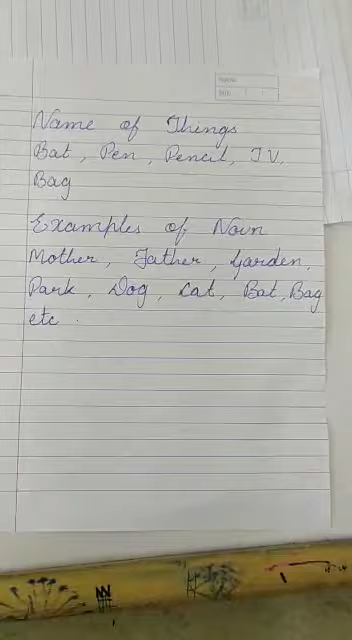 Name of Things
Bat, Pen, Pencil, TV,
Bag
Examples of Noun
Mother, Father, Garden,
Park, Dog, Cat, Bat, Bag
etc.